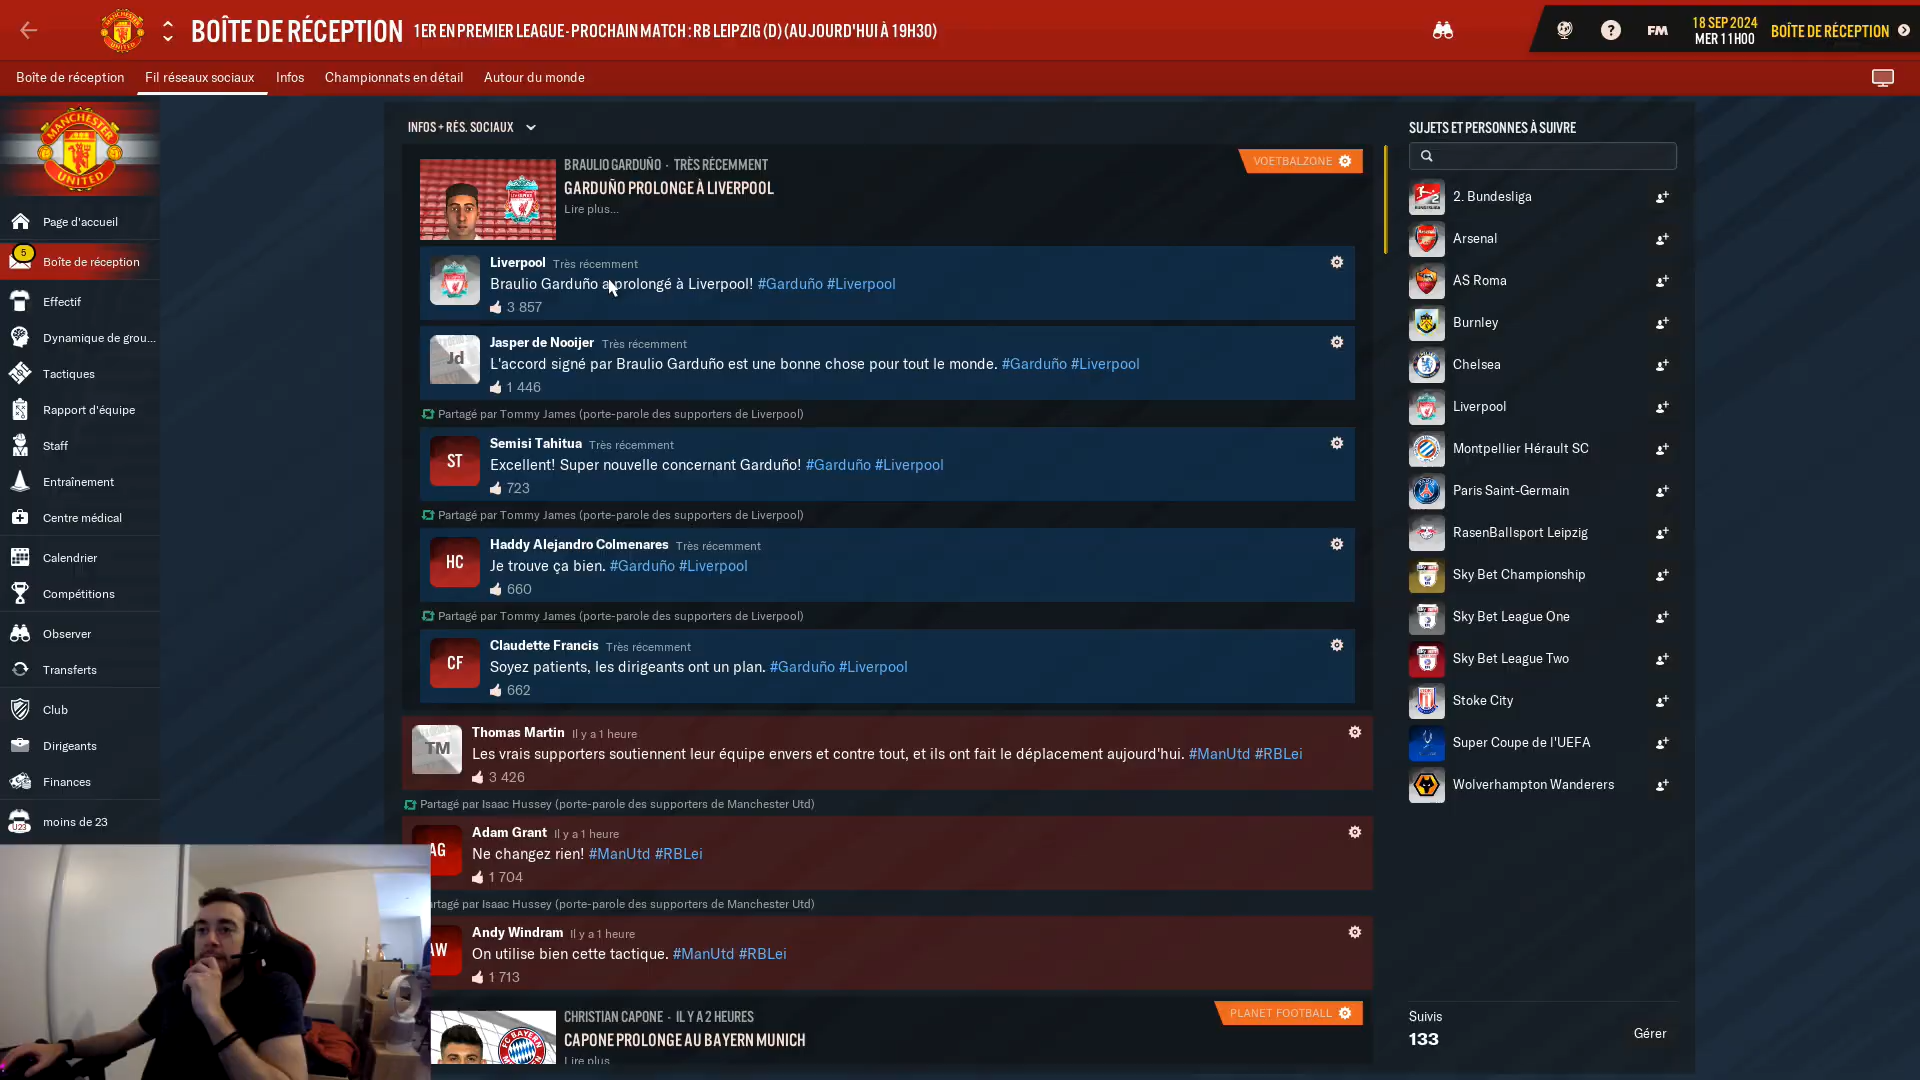 BOÎTE DE RÉCEPTION
1ER EN PREMIER LEAGUE - PROCHAIN MATCH : RB LEIPZIG (D) (AUJOURD'HUI À 19H30)
FM
18 SEP 2024
MER 11H00
BOÎTE DE RÉCEPTION
Boîte de réception
Fil réseaux sociaux
Infos
Championnats en détail
Autour du monde
MANCHESTER
UNITED
Page d'accueil
5
Boîte de réception
Effectif
Dynamique de grou...
Tactiques
Rapport d'équipe
Staff
Entraînement
Centre médical
Calendrier
Compétitions
Observer
Transferts
Club
Dirigeants
Finances
U23
moins de 23
INFOS + RÉS. SOCIAUX
BRAULIO GARDUÑO · TRÈS RÉCEMMENT
VOETBALZONE
GARDUÑO PROLONGE À LIVERPOOL
Lire plus...
Liverpool Très récemment
Braulio Garduño a prolongé à Liverpool! #Garduño #Liverpool
3 857
Jd
Jasper de Nooijer Très récemment
L'accord signé par Braulio Garduño est une bonne chose pour tout le monde. #Garduño #Liverpool
1 446
Partagé par Tommy James (porte-parole des supporters de Liverpool)
ST
Semisi Tahitua Très récemment
Excellent! Super nouvelle concernant Garduño! #Garduño #Liverpool
723
Partagé par Tommy James (porte-parole des supporters de Liverpool)
HC
Haddy Alejandro Colmenares Très récemment
Je trouve ça bien. #Garduño #Liverpool
660
Partagé par Tommy James (porte-parole des supporters de Liverpool)
CF
Claudette Francis Très récemment
Soyez patients, les dirigeants ont un plan. #Garduño #Liverpool
662
TM
Thomas Martin Il y a 1 heure
Les vrais supporters soutiennent leur équipe envers et contre tout, et ils ont fait le déplacement aujourd'hui. #ManUtd #RBLei
3 426
Partagé par Isaac Hussey (porte-parole des supporters de Manchester Utd)
AG
Adam Grant Il y a 1 heure
Ne changez rien! #ManUtd #RBLei
1 704
rtagé par Isaac Hussey (porte-parole des supporters de Manchester Utd)
AW
Andy Windram Il y a 1 heure
On utilise bien cette tactique. #ManUtd #RBLei
1 713
CHRISTIAN CAPONE · IL Y A 2 HEURES
PLANET FOOTBALL
CAPONE PROLONGE AU BAYERN MUNICH
Lire plus
SUJETS ET PERSONNES À SUIVRE
2. Bundesliga
Arsenal
AS Roma
Burnley
Chelsea
Liverpool
Montpellier Hérault SC
Paris Saint-Germain
RasenBallsport Leipzig
Sky Bet Championship
Sky Bet League One
Sky Bet League Two
Stoke City
Super Coupe de l'UEFA
Wolverhampton Wanderers
Suivis
133
Gérer